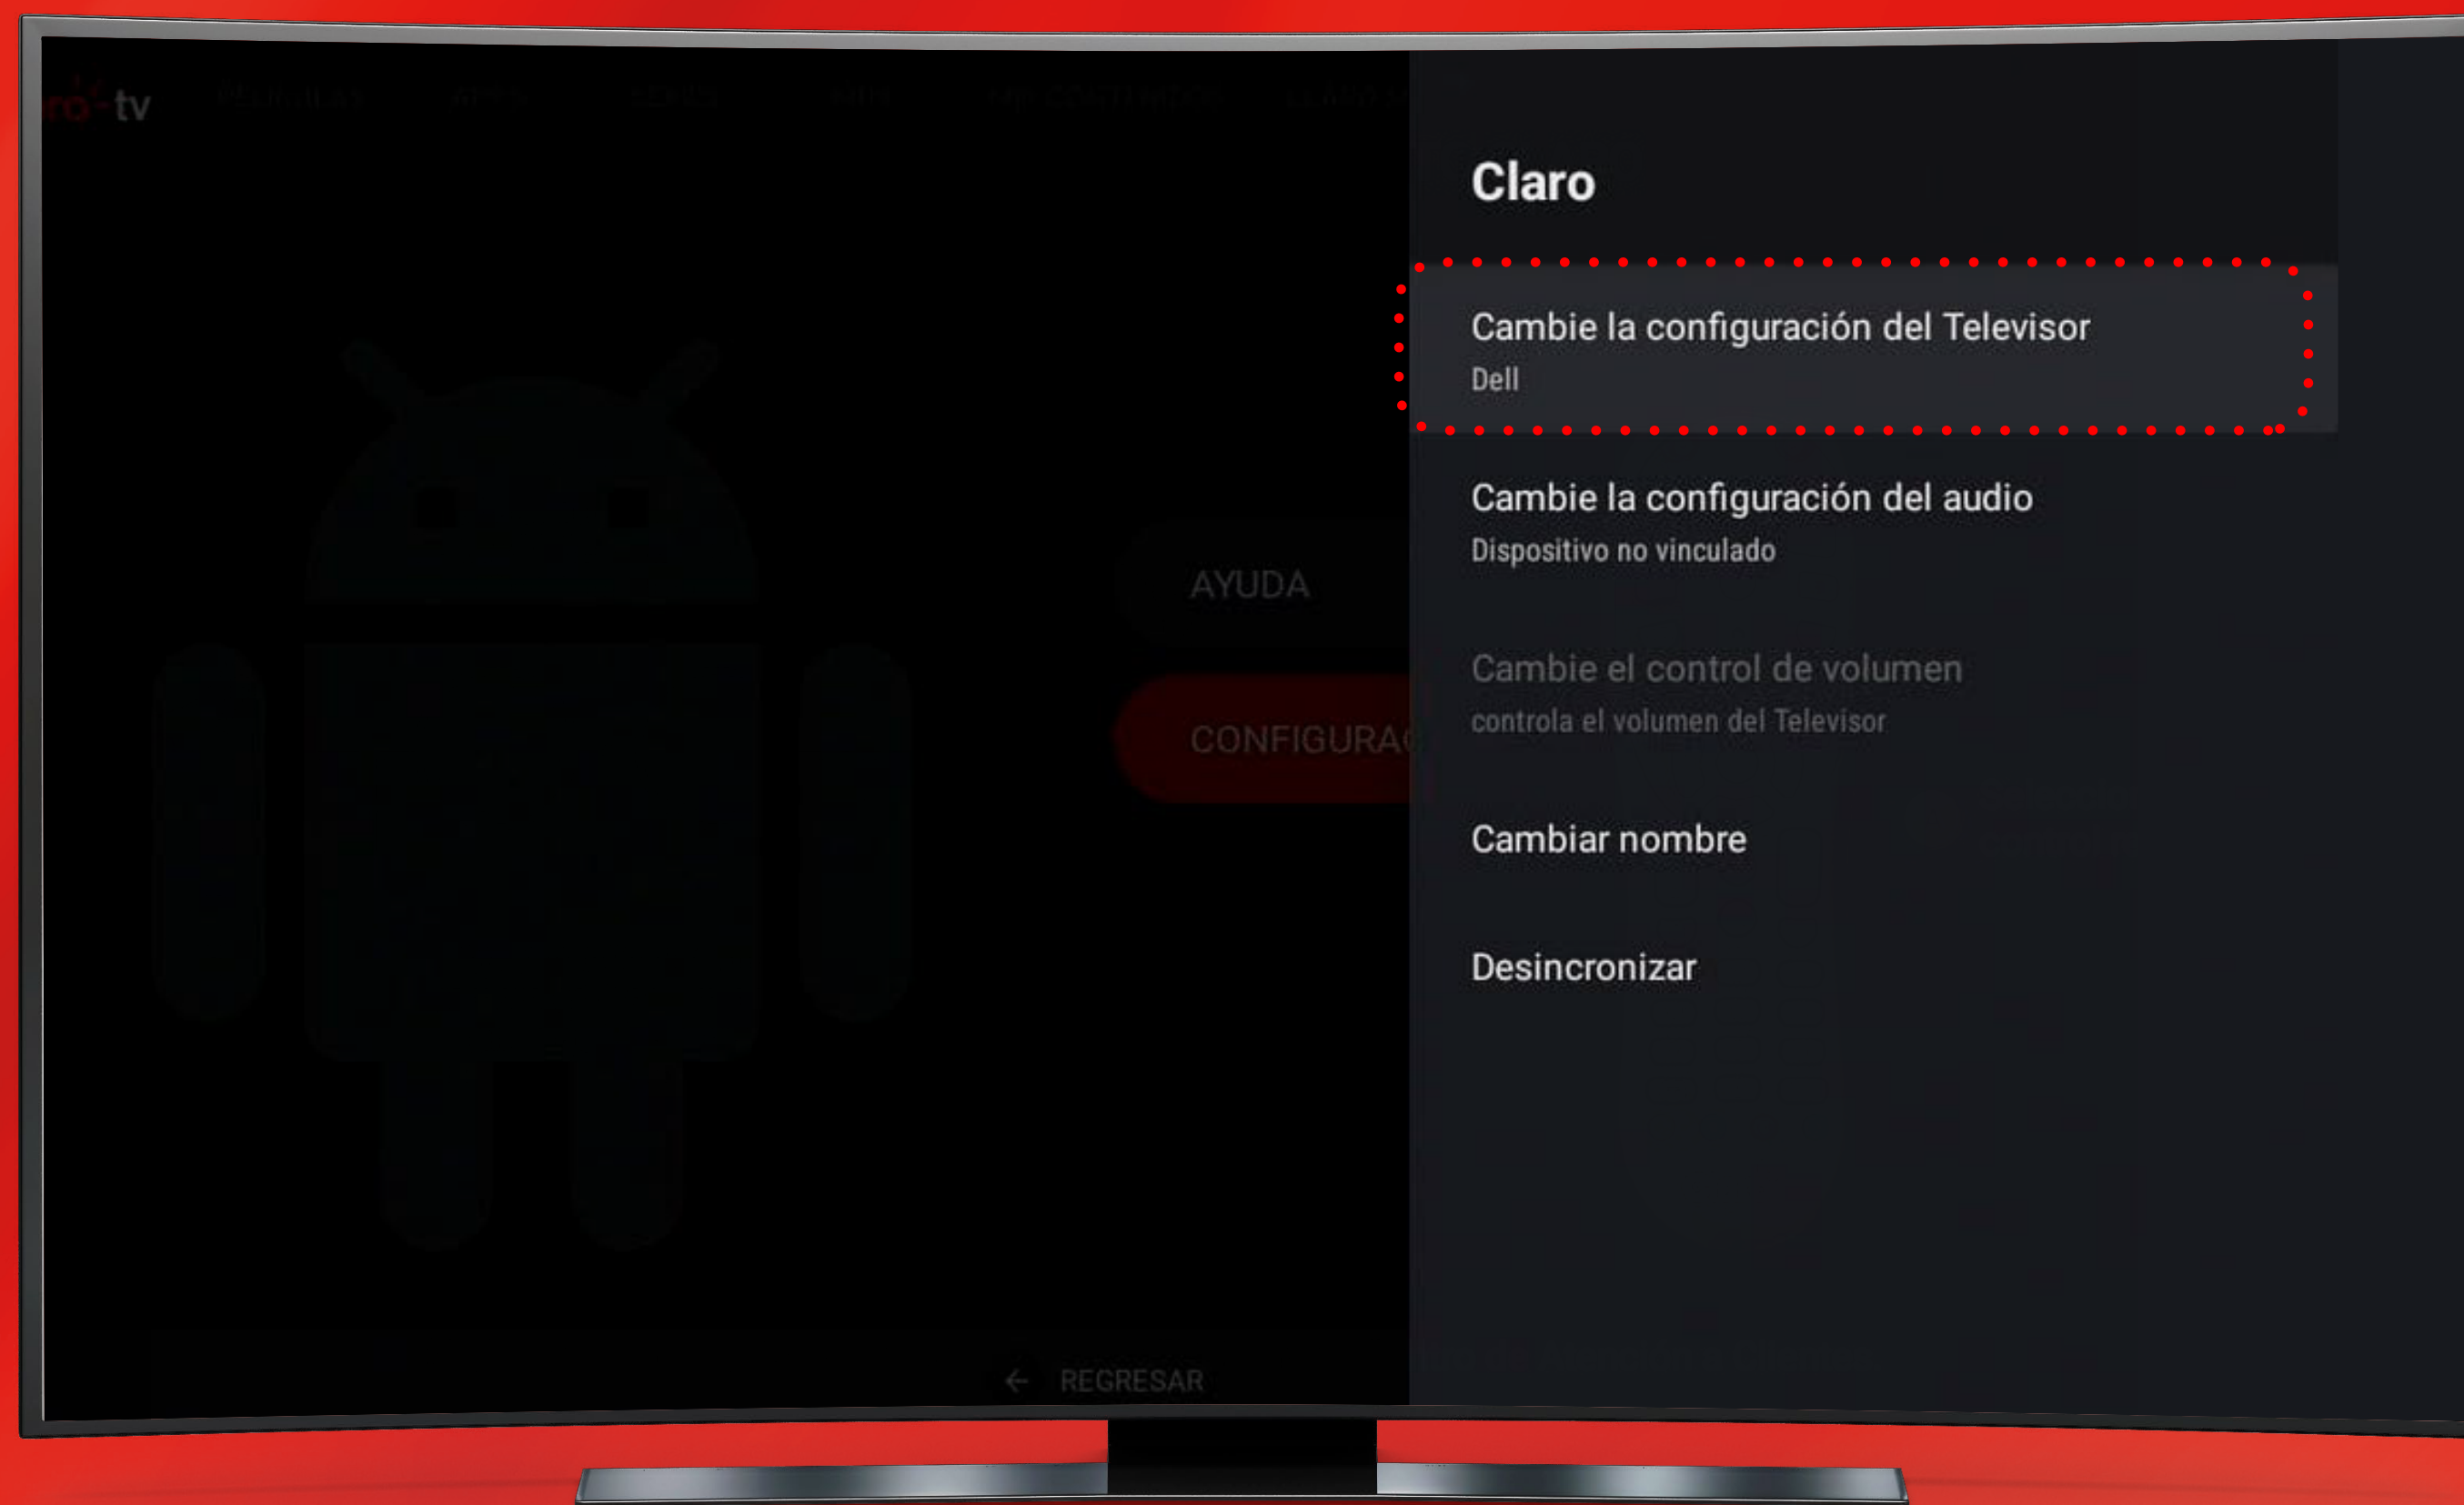 tv
Claro
Cambie la configuración del Televisor
Dell
Cambie la configuración del audio
Dispositivo no vinculado
AYUDA
Cambie el control de volumen
controla el volumen del Televisor
CONFIGURAC
Cambiar nombre
Desincronizar
← REGRESAR